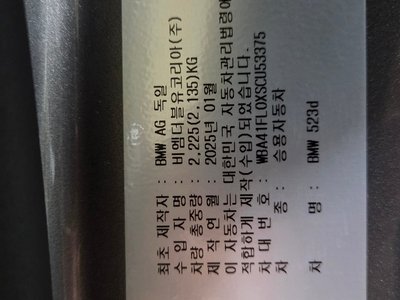 최초 제작자 : BMW AG 독일
수 입 자 명 : 비엠더블유코리아(주)
차량 총중량 : 2,225(2,135)KG
제 작 연 월 : 2025년 01월
이 자동차는 대한민국 자동차관리법령에
적합하게 제작(수입)되었습니다.
차 대 번 호 : WBA41FL0XSCU53375
차 종 : 승용자동차
차 명 : BMW 523d